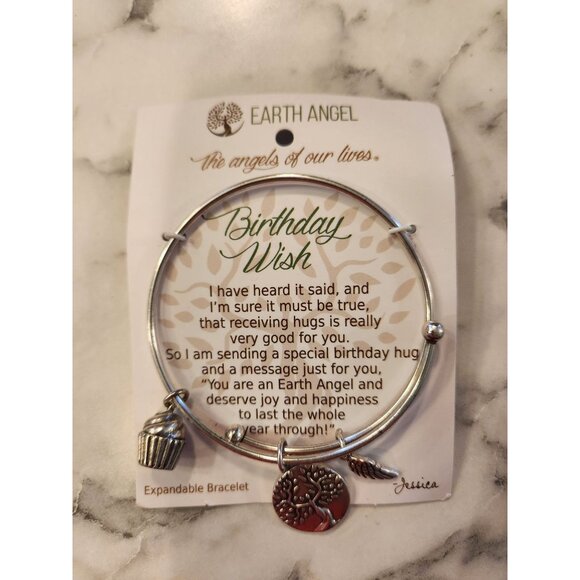 EARTH ANGEL
the angels of our lives®
Birthday
Wish
I have heard it said, and
I'm sure it must be true,
that receiving hugs is really
very good for you.
So I am sending a special birthday hug
and a message just for you,
"You are an Earth Angel and
deserve joy and happiness
to last the whole
year through!"
Expandable Bracelet
-Jessica